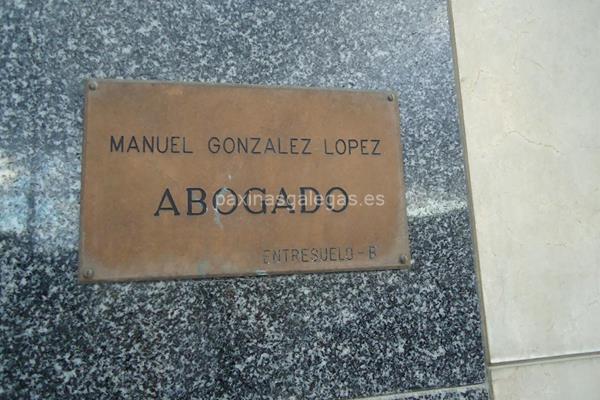 MANUEL GONZALEZ LOPEZ
ABOGADO
paxinasgalegas.es
ENTRESUELO - B